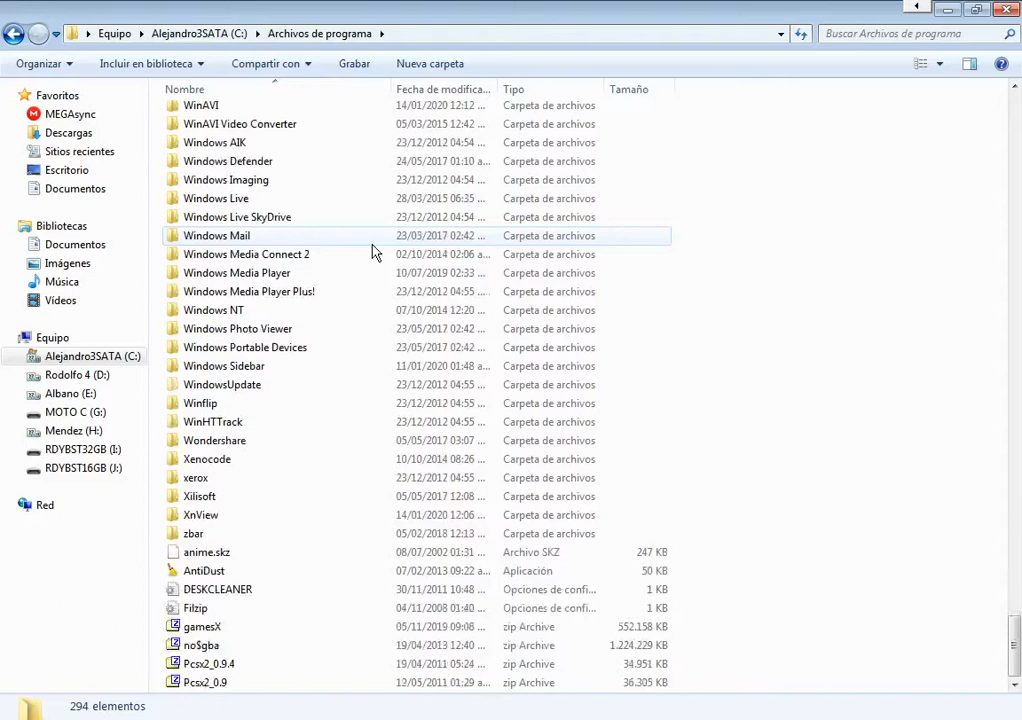 Equipo ▸ Alejandro3SATA (C:) ▸ Archivos de programa ▸
Buscar Archivos de programa
Organizar Incluir en biblioteca Compartir con Grabar Nueva carpeta
Favoritos
MEGAsync
Descargas
Sitios recientes
Escritorio
Documentos
Bibliotecas
Documentos
Imágenes
Música
Vídeos
Equipo
Alejandro3SATA (C:)
Rodolfo 4 (D:)
Albano (E:)
MOTO C (G:)
Mendez (H:)
RDYBST32GB (I:)
RDYBST16GB (J:)
Red
Nombre Fecha de modifica... Tipo Tamaño
WinAVI 14/01/2020 12:12 ... Carpeta de archivos
WinAVI Video Converter 05/03/2015 12:42 ... Carpeta de archivos
Windows AIK 23/12/2012 04:54 ... Carpeta de archivos
Windows Defender 24/05/2017 01:10 a... Carpeta de archivos
Windows Imaging 23/12/2012 04:54 ... Carpeta de archivos
Windows Live 28/03/2015 06:35 ... Carpeta de archivos
Windows Live SkyDrive 23/12/2012 04:54 ... Carpeta de archivos
Windows Mail 23/03/2017 02:42 ... Carpeta de archivos
Windows Media Connect 2 02/10/2014 02:06 a... Carpeta de archivos
Windows Media Player 10/07/2019 02:33 ... Carpeta de archivos
Windows Media Player Plus! 23/12/2012 04:55 ... Carpeta de archivos
Windows NT 07/10/2014 12:20 ... Carpeta de archivos
Windows Photo Viewer 23/05/2017 02:42 ... Carpeta de archivos
Windows Portable Devices 23/05/2017 02:42 ... Carpeta de archivos
Windows Sidebar 11/01/2020 01:48 a... Carpeta de archivos
WindowsUpdate 23/12/2012 04:55 ... Carpeta de archivos
Winflip 23/12/2012 04:55 ... Carpeta de archivos
WinHTTrack 23/12/2012 04:55 ... Carpeta de archivos
Wondershare 05/05/2017 03:07 ... Carpeta de archivos
Xenocode 10/10/2014 08:26 ... Carpeta de archivos
xerox 23/12/2012 04:55 ... Carpeta de archivos
Xilisoft 05/05/2017 12:08 ... Carpeta de archivos
XnView 14/01/2020 12:06 ... Carpeta de archivos
zbar 05/02/2018 12:13 ... Carpeta de archivos
anime.skz 08/07/2002 01:31 ... Archivo SKZ 247 KB
AntiDust 07/02/2013 09:22 a... Aplicación 50 KB
DESKCLEANER 30/11/2011 10:48 ... Opciones de confi... 1 KB
Filzip 04/11/2008 01:40 ... Opciones de confi... 1 KB
gamesX 05/11/2019 09:08 ... zip Archive 552.158 KB
no$gba 19/04/2013 12:40 ... zip Archive 1.224.229 KB
Pcsx2_0.9.4 19/04/2011 05:24 ... zip Archive 34.951 KB
Pcsx2_0.9 12/05/2011 01:29 a... zip Archive 36.305 KB
294 elementos